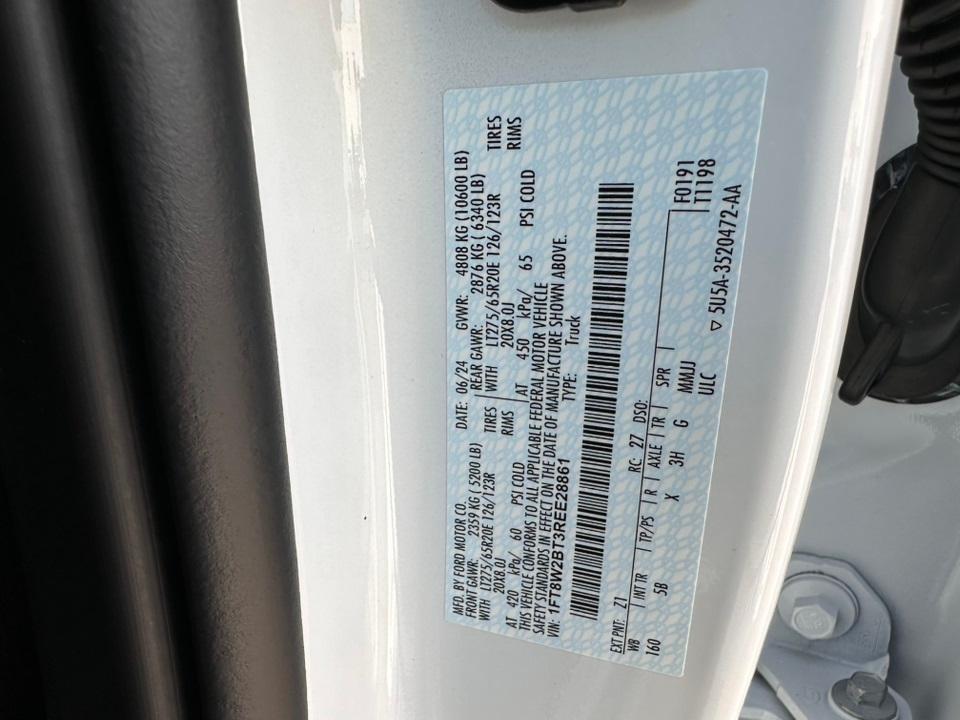 MFD. BY FORD MOTOR CO. DATE: 06/24 GVWR: 4808 KG (10600 LB)
FRONT GAWR: 2359 KG ( 5200 LB) REAR GAWR: 2876 KG ( 6340 LB)
WITH LT275/65R20E 126/123R TIRES WITH LT275/65R20E 126/123R TIRES
20X8.0J RIMS 20X8.0J RIMS
AT 420 kPa/ 60 PSI COLD AT 450 kPa/ 65 PSI COLD
THIS VEHICLE CONFORMS TO ALL APPLICABLE FEDERAL MOTOR VEHICLE
SAFETY STANDARDS IN EFFECT ON THE DATE OF MANUFACTURE SHOWN ABOVE.
VIN: 1FT8W2BT3REE28861 TYPE: Truck
EXT PNT: Z1 RC: 27 DSO: F0191
WB INT TR TP/PS R AXLE TR SPR T1198
160 5B X 3H G MMUJ
ULC ▽ 5U5A-3520472-AA